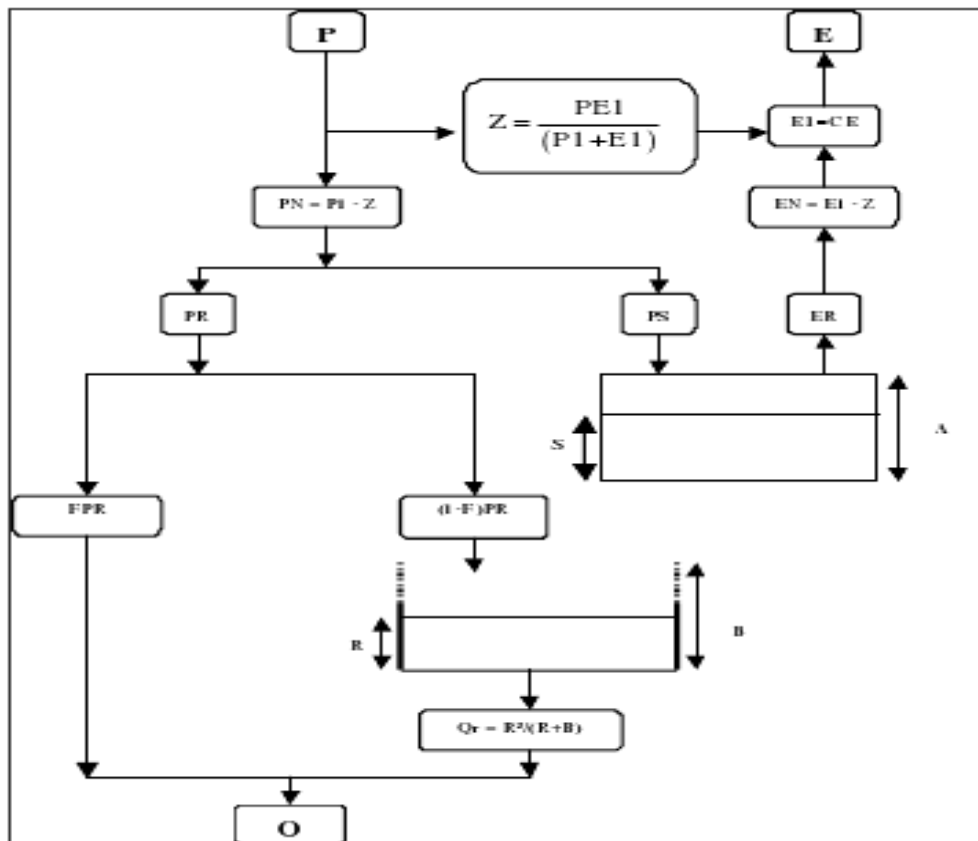 P
E
Z = PE1 / (P1+E1)
E1=CE
PN = P1 - Z
EN = E1 - Z
PR
PS
ER
S
A
FPR
(1-F)PR
R
B
Qr = R²/(R+B)
O